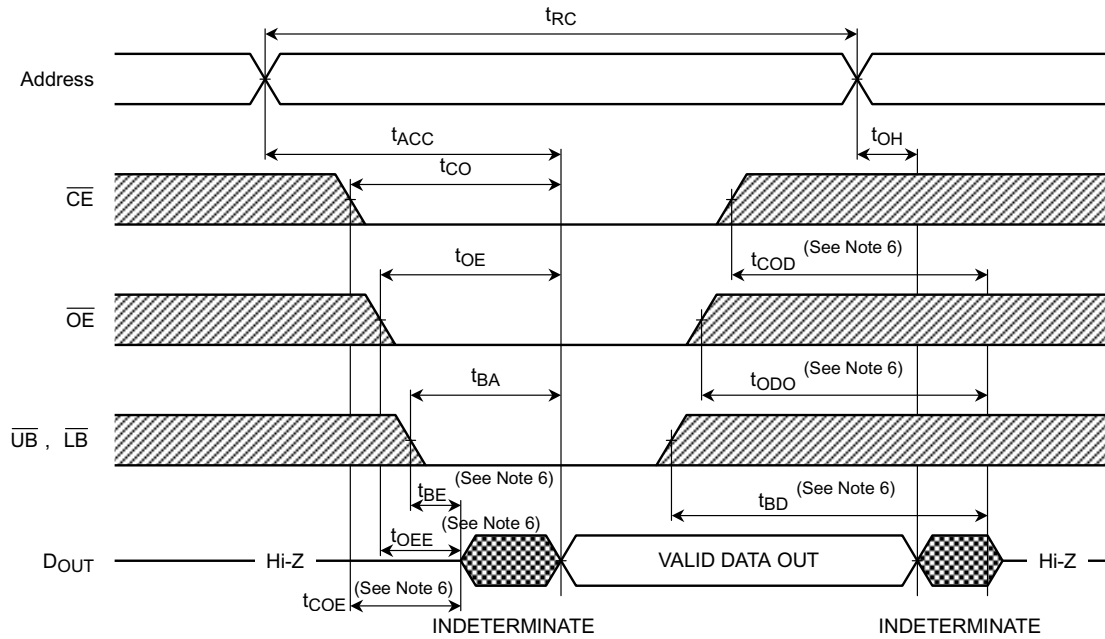 tRC
Address
tACC
tOH
tCO
CE
tCOD (See Note 6)
tOE
OE
tODO (See Note 6)
tBA
UB , LB
tBE (See Note 6)
tBD (See Note 6)
tOEE (See Note 6)
DOUT
Hi-Z
VALID DATA OUT
Hi-Z
tCOE (See Note 6)
INDETERMINATE
INDETERMINATE